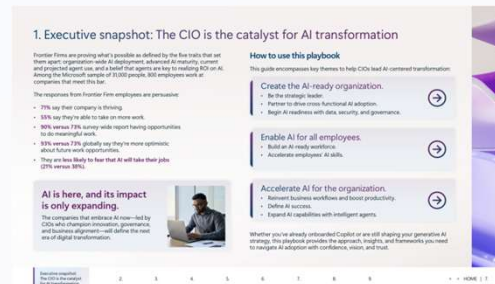 1. Executive snapshot: The CIO is the catalyst for AI transformation
Frontier Firms are proving what's possible as defined by the five traits that set
them apart: organization-wide AI deployment, advanced AI maturity, current
and projected agent use, and a belief that agents are key to realizing ROI on AI.
Among the Microsoft sample of 31,000 people, 800 employees work at
companies that meet this bar.
The responses from Frontier Firm employees are persuasive:
• 71% say their company is thriving.
• 55% say they're able to take on more work.
• 90% versus 73% survey-wide report having opportunities
to do meaningful work.
• 93% versus 73% globally say they're more optimistic
about future work opportunities.
• They are less likely to fear that AI will take their jobs
(21% versus 38%).
AI is here, and its impact
is only expanding.
The companies that embrace AI now—led by
CIOs who champion innovation, governance,
and business alignment—will define the next
era of digital transformation.
How to use this playbook
This guide encompasses key themes to help CIOs lead AI-centered transformation:
Create the AI-ready organization.
• Be the strategic leader.
• Partner to drive cross-functional AI adoption.
• Begin AI readiness with data, security, and governance.
Enable AI for all employees.
• Build an AI-ready workforce.
• Accelerate employees' AI skills.
Accelerate AI for the organization.
• Reinvent business workflows and boost productivity.
• Define AI success.
• Expand AI capabilities with intelligent agents.
Whether you've already onboarded Copilot or are still shaping your generative AI
strategy, this playbook provides the approach, insights, and frameworks you need
to navigate AI adoption with confidence, vision, and trust.
Executive snapshot:
The CIO is the catalyst
for AI transformation
2. 3. 4. 5. 6. 7. 8. 9
HOME | 7